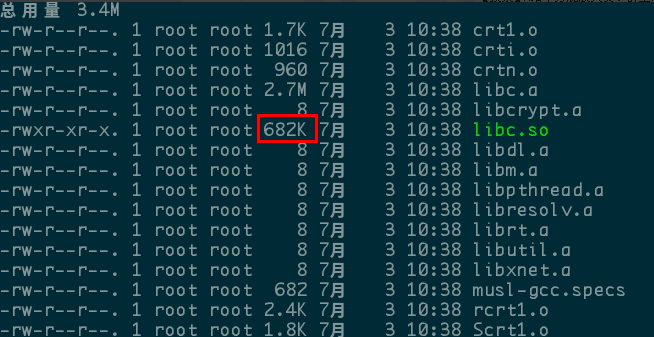 总用量 3.4M
-rw-r--r--. 1 root root 1.7K 7月   3 10:38 crt1.o
-rw-r--r--. 1 root root 1016 7月   3 10:38 crti.o
-rw-r--r--. 1 root root  960 7月   3 10:38 crtn.o
-rw-r--r--. 1 root root 2.7M 7月   3 10:38 libc.a
-rw-r--r--. 1 root root    8 7月   3 10:38 libcrypt.a
-rwxr-xr-x. 1 root root 682K 7月   3 10:38 libc.so
-rw-r--r--. 1 root root    8 7月   3 10:38 libdl.a
-rw-r--r--. 1 root root    8 7月   3 10:38 libm.a
-rw-r--r--. 1 root root    8 7月   3 10:38 libpthread.a
-rw-r--r--. 1 root root    8 7月   3 10:38 libresolv.a
-rw-r--r--. 1 root root    8 7月   3 10:38 librt.a
-rw-r--r--. 1 root root    8 7月   3 10:38 libutil.a
-rw-r--r--. 1 root root    8 7月   3 10:38 libxnet.a
-rw-r--r--. 1 root root  682 7月   3 10:38 musl-gcc.specs
-rw-r--r--. 1 root root 2.4K 7月   3 10:38 rcrt1.o
-rw-r--r--. 1 root root 1.8K 7月   3 10:38 Scrt1.o